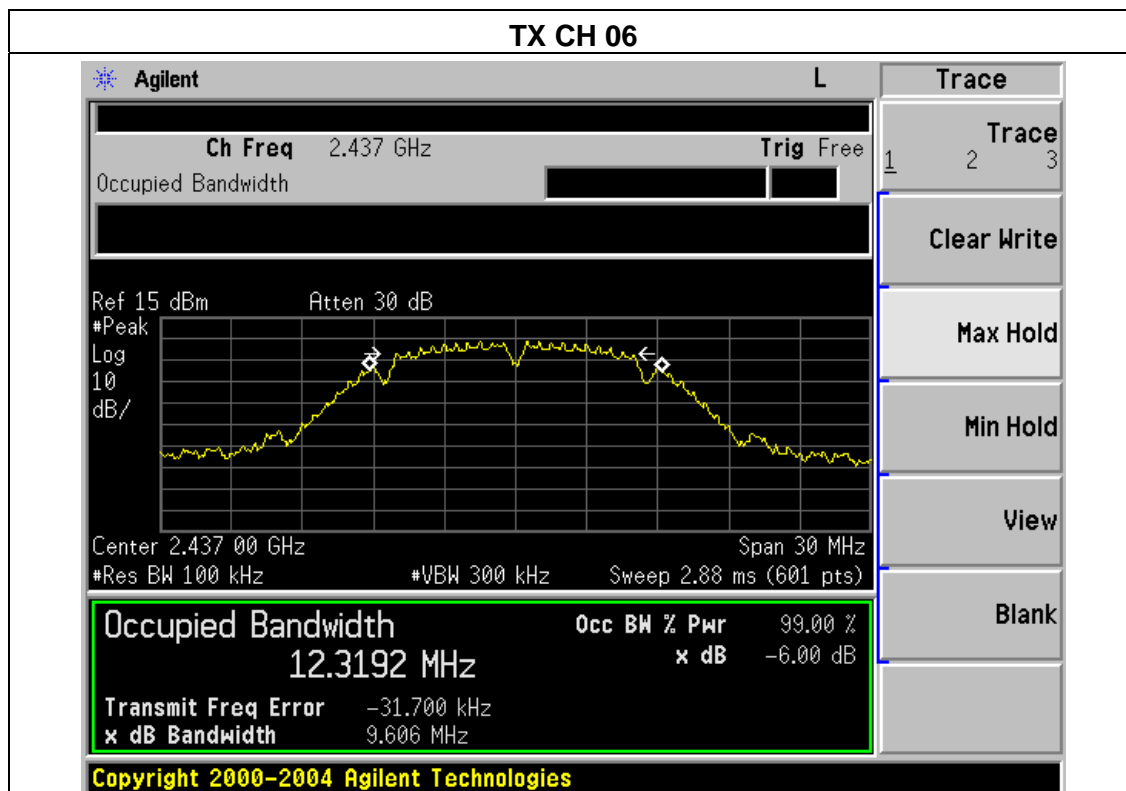 TX CH 06
Agilent L Trace
Ch Freq 2.437 GHz Trig Free
Occupied Bandwidth
Trace
1 2 3
Clear Write
Max Hold
Min Hold
View
Blank
Ref 15 dBm Atten 30 dB
#Peak
Log
10
dB/
Center 2.437 00 GHz Span 30 MHz
#Res BW 100 kHz #VBW 300 kHz Sweep 2.88 ms (601 pts)
Occupied Bandwidth Occ BW % Pwr 99.00 %
12.3192 MHz x dB -6.00 dB
Transmit Freq Error -31.700 kHz
x dB Bandwidth 9.606 MHz
Copyright 2000-2004 Agilent Technologies